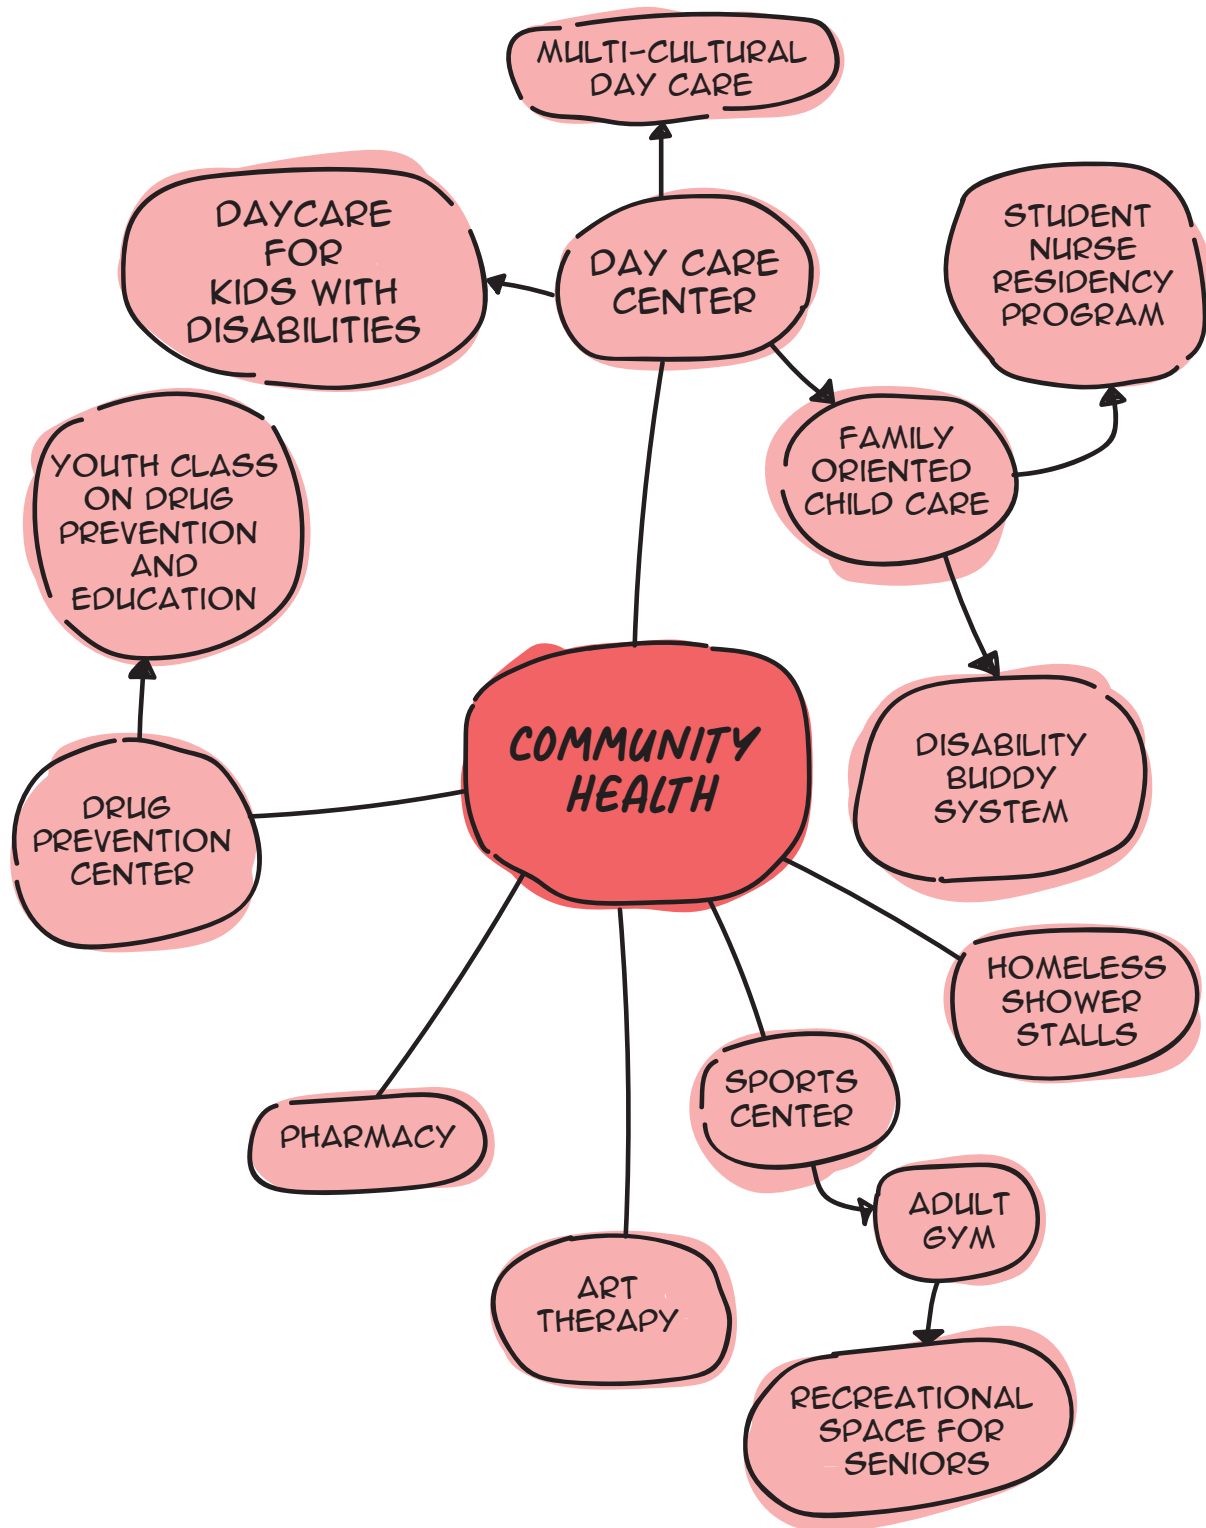 MULTI-CULTURAL
DAY CARE
DAYCARE
FOR
KIDS WITH
DISABILITIES
DAY CARE
CENTER
STUDENT
NURSE
RESIDENCY
PROGRAM
FAMILY
ORIENTED
CHILD CARE
YOUTH CLASS
ON DRUG
PREVENTION
AND
EDUCATION
COMMUNITY
HEALTH
DISABILITY
BUDDY
SYSTEM
DRUG
PREVENTION
CENTER
HOMELESS
SHOWER
STALLS
SPORTS
CENTER
PHARMACY
ADULT
GYM
ART
THERAPY
RECREATIONAL
SPACE FOR
SENIORS